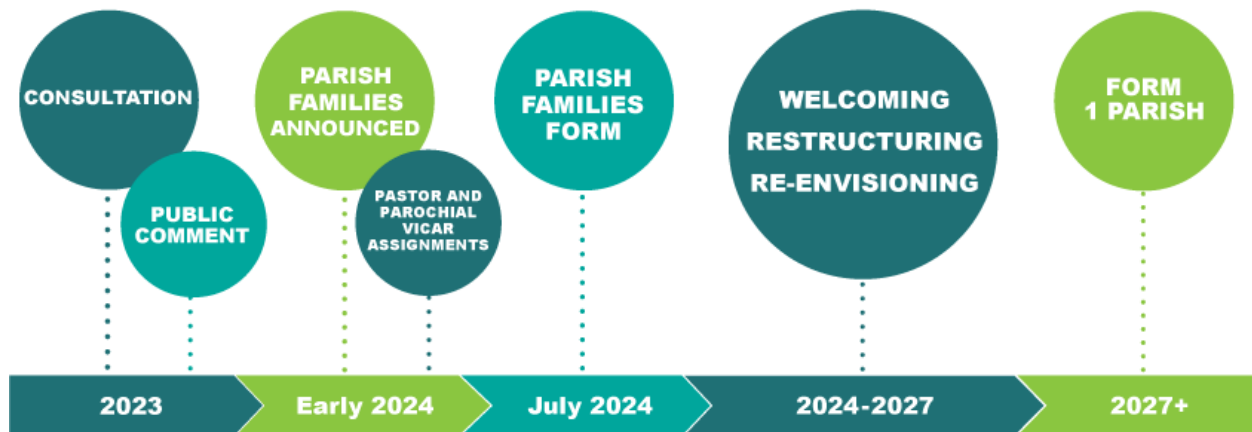 CONSULTATION
PUBLIC
COMMENT
PARISH
FAMILIES
ANNOUNCED
PASTOR AND
PAROCHIAL
VICAR
ASSIGNMENTS
PARISH
FAMILIES
FORM
WELCOMING
RESTRUCTURING
RE-ENVISIONING
FORM
1 PARISH
2023
Early 2024
July 2024
2024-2027
2027+